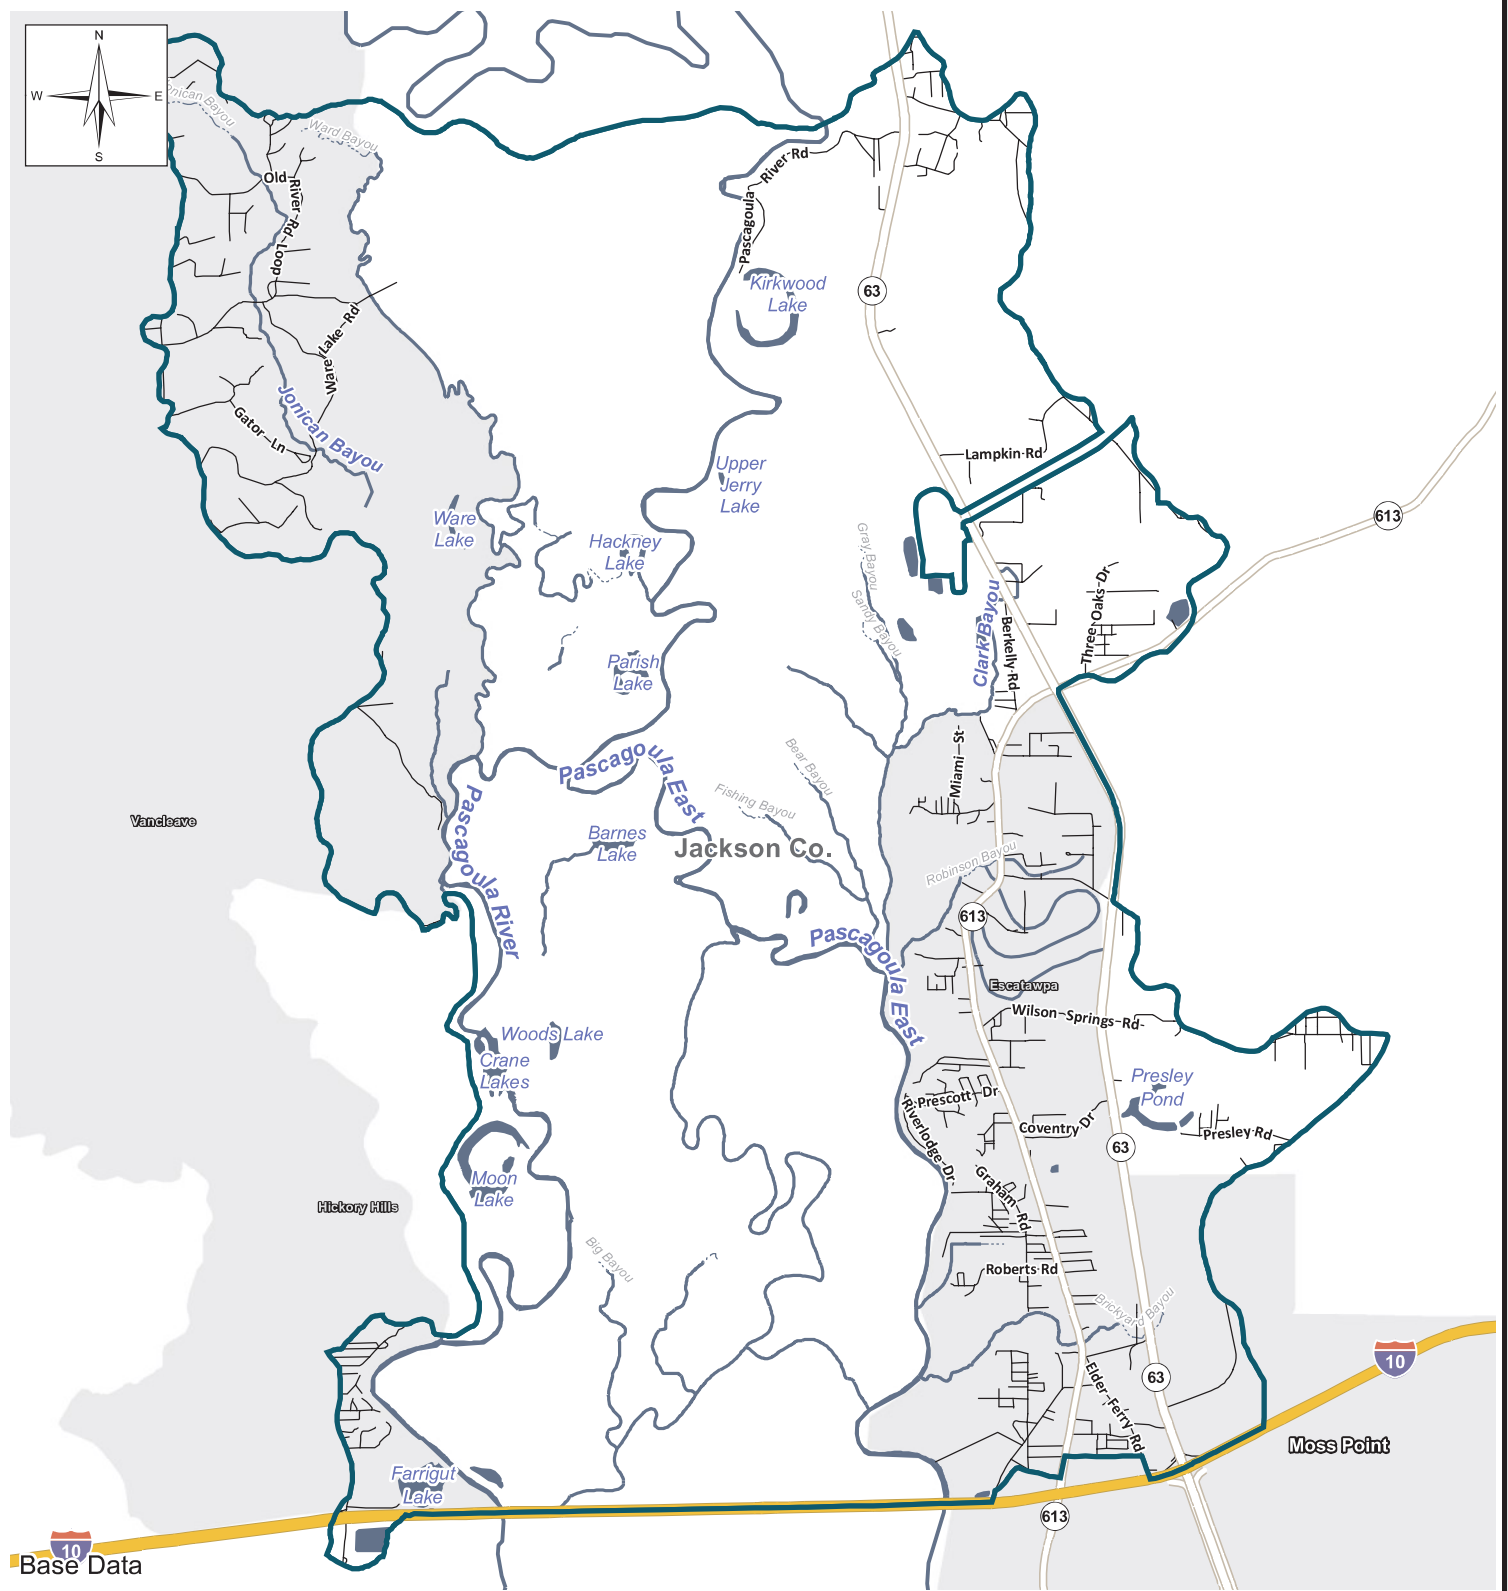 N
W
E
S
Jonican Bayou
Ward Bayou
Old
River Rd Loop
River Rd
Pascagoula
Kirkwood
Lake
63
Ware Lake Rd
Gator Ln
Jonican Bayou
Lampkin Rd
Upper
Jerry
Lake
Ware
Lake
613
Hackney
Lake
Gray Bayou
Sandy Bayou
Clark Bayou
Berkelly Rd
Three Oaks Dr
Parish
Lake
Pascagoula East
Miami St
Bear Bayou
Fishing Bayou
Pascagoula River
Vancleave
Barnes
Lake
Jackson Co.
Robinson Bayou
613
Pascagoula East
Escatawpa
Wilson Springs Rd
Woods Lake
Crane
Lakes
Presley
Pond
Prescott Dr
Riverlodge Dr
Coventry Dr
Presley Rd
63
Moon
Lake
Graham Rd
Hickory Hills
Big Bayou
Roberts Rd
Brickyard Bayou
10
63
Elder Ferry Rd
Moss Point
Farrigut
Lake
613
10
Base Data